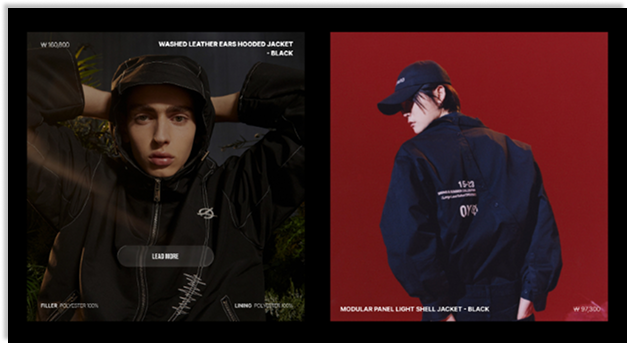 ₩ 160,800
WASHED LEATHER EARS HOODED JACKET
- BLACK
LEAD MORE
FILLER POLYESTER 100%
LINING POLYESTER 100%
MODULAR PANEL LIGHT SHELL JACKET - BLACK
₩ 97,300